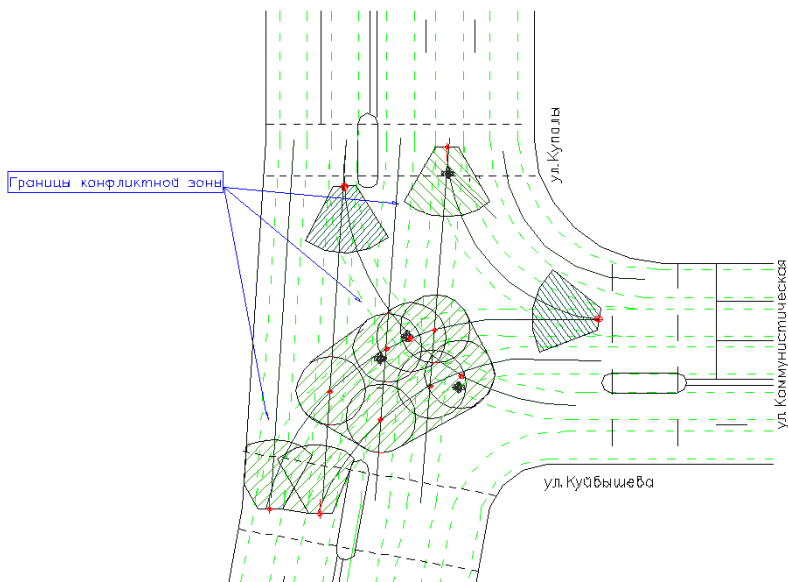 ул.Купалы
Границы конфликтной зоны
ул.Коммунистическая
ул.Куйбышева